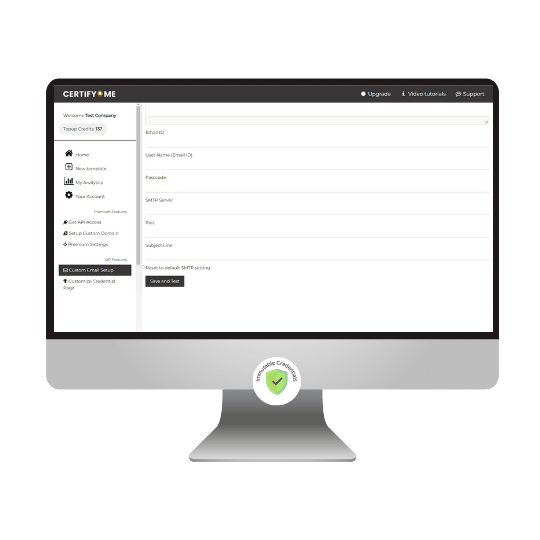 CERTIFY ME
Upgrade
Video tutorials
Support
Welcome Test Company
Topup Credits: 137
Home
New template
My Analytics
Your Account
Premium Features
Get API Access
Setup Custom Domain
Premium Settings
API Features
Custom Email Setup
Customize Credential
Page
Email ID
User Name (Email ID)
Passcode
SMTP Server
Port
Subject Line
Reset to default SMTP setting
Save and Test
Immutable Credentials